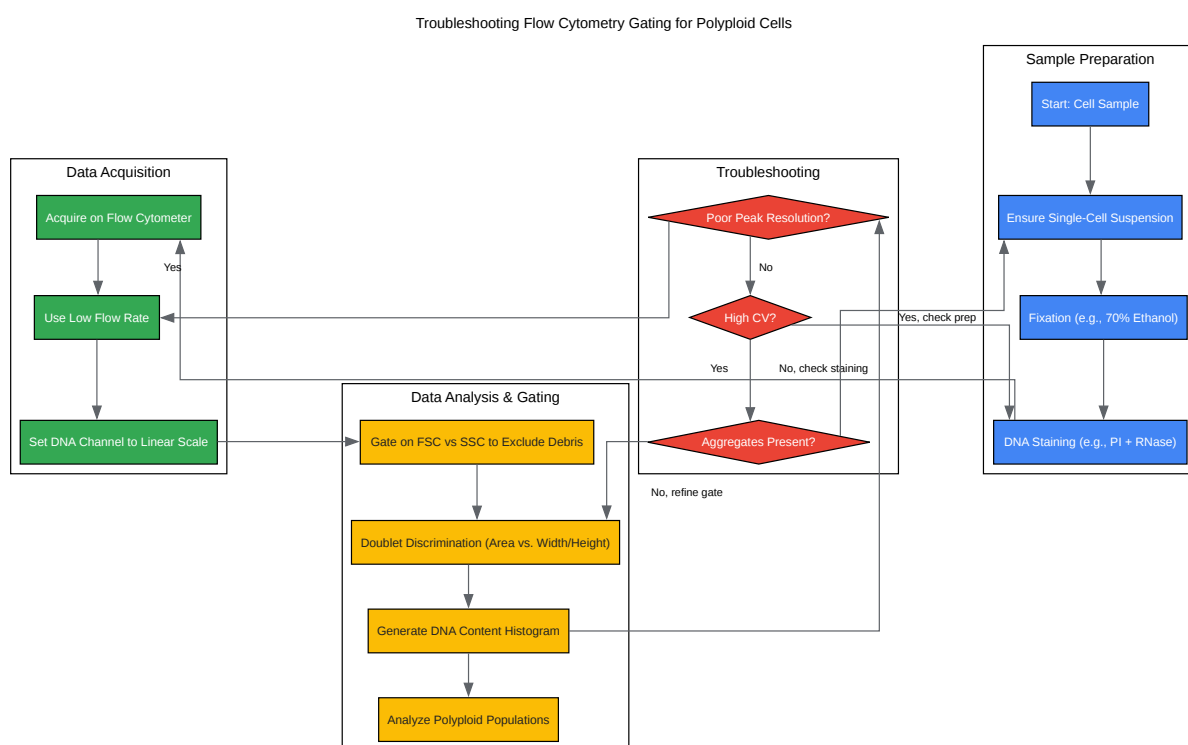 Troubleshooting Flow Cytometry Gating for Polyploid Cells
Sample Preparation
Start: Cell Sample
Ensure Single-Cell Suspension
Fixation (e.g., 70% Ethanol)
DNA Staining (e.g., PI + RNase)
Data Acquisition
Acquire on Flow Cytometer
Yes
Use Low Flow Rate
Set DNA Channel to Linear Scale
Troubleshooting
Poor Peak Resolution?
No
High CV?
Yes, check prep
Yes
No, check staining
Aggregates Present?
No, refine gate
Data Analysis & Gating
Gate on FSC vs SSC to Exclude Debris
Doublet Discrimination (Area vs. Width/Height)
Generate DNA Content Histogram
Analyze Polyploid Populations